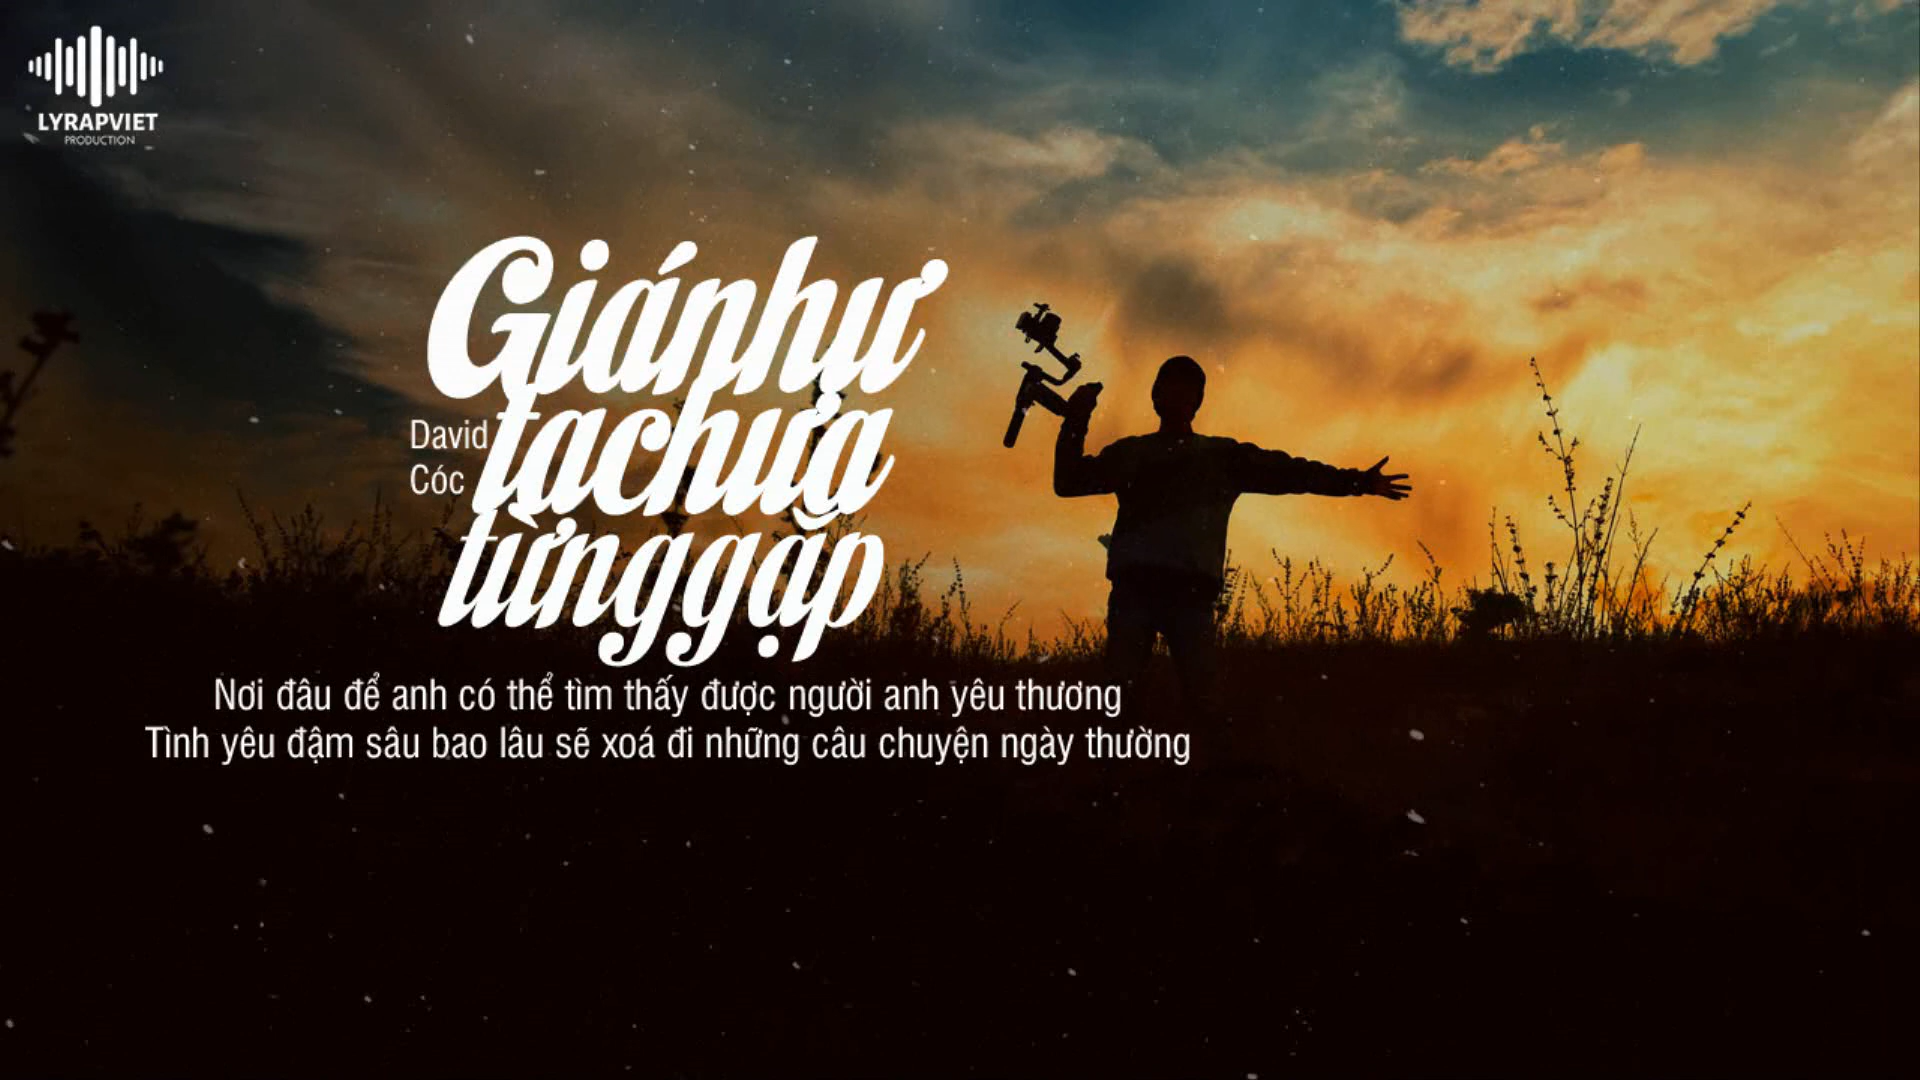 LYRAPVIET
PRODUCTION
Giá như
ta chưa
từng gặp
David
Cóc
Nơi đâu để anh có thể tìm thấy được người anh yêu thương
Tình yêu đậm sâu bao lâu sẽ xoá đi những câu chuyện ngày thường